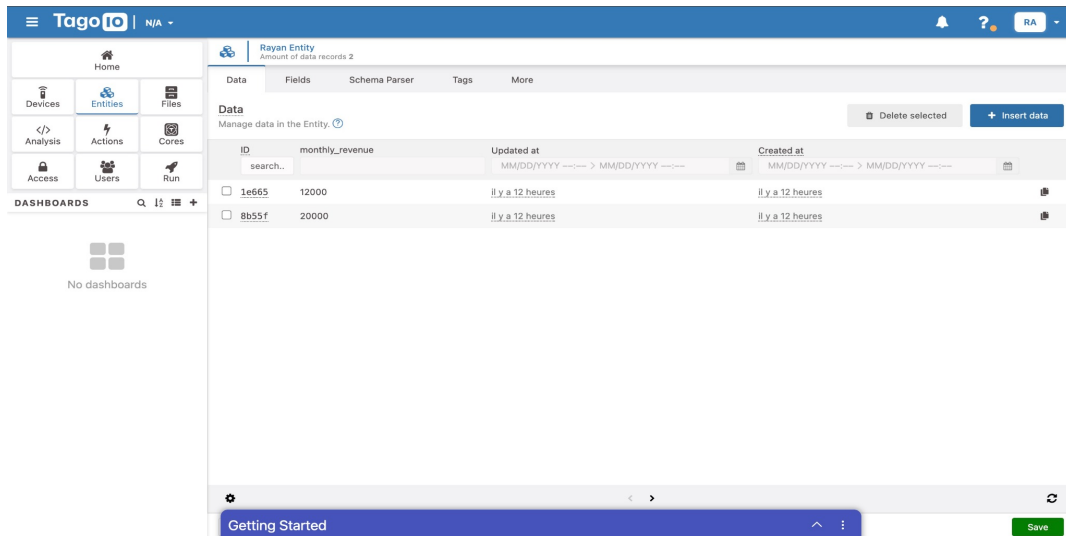 Tago IO | N/A
?
RA
Home
Devices
Entities
Files
</>
Analysis
Actions
Cores
Access
Users
Run
DASHBOARDS
No dashboards
Rayan Entity
Amount of data records 2
Data Fields Schema Parser Tags More
Data
Manage data in the Entity. ?
Delete selected
+ Insert data
ID monthly_revenue Updated at Created at
search.. MM/DD/YYYY --:-- > MM/DD/YYYY --:-- MM/DD/YYYY --:-- > MM/DD/YYYY --:--
1e665 12000 il y a 12 heures il y a 12 heures
8b55f 20000 il y a 12 heures il y a 12 heures
Getting Started
Save